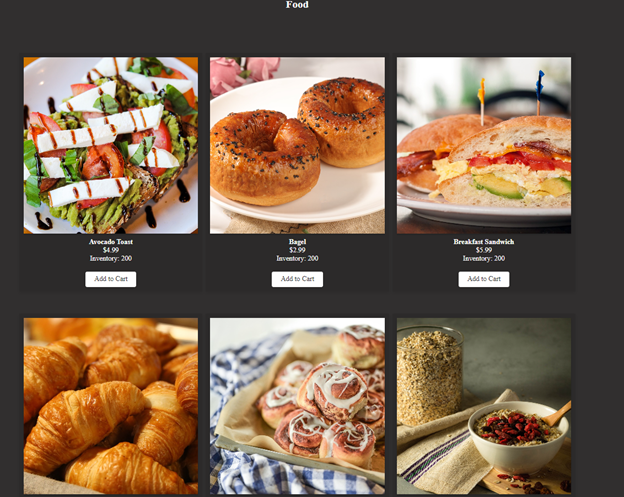 Food
Avocado Toast
$4.99
Inventory: 200
Add to Cart
Bagel
$2.99
Inventory: 200
Add to Cart
Breakfast Sandwich
$5.99
Inventory: 200
Add to Cart